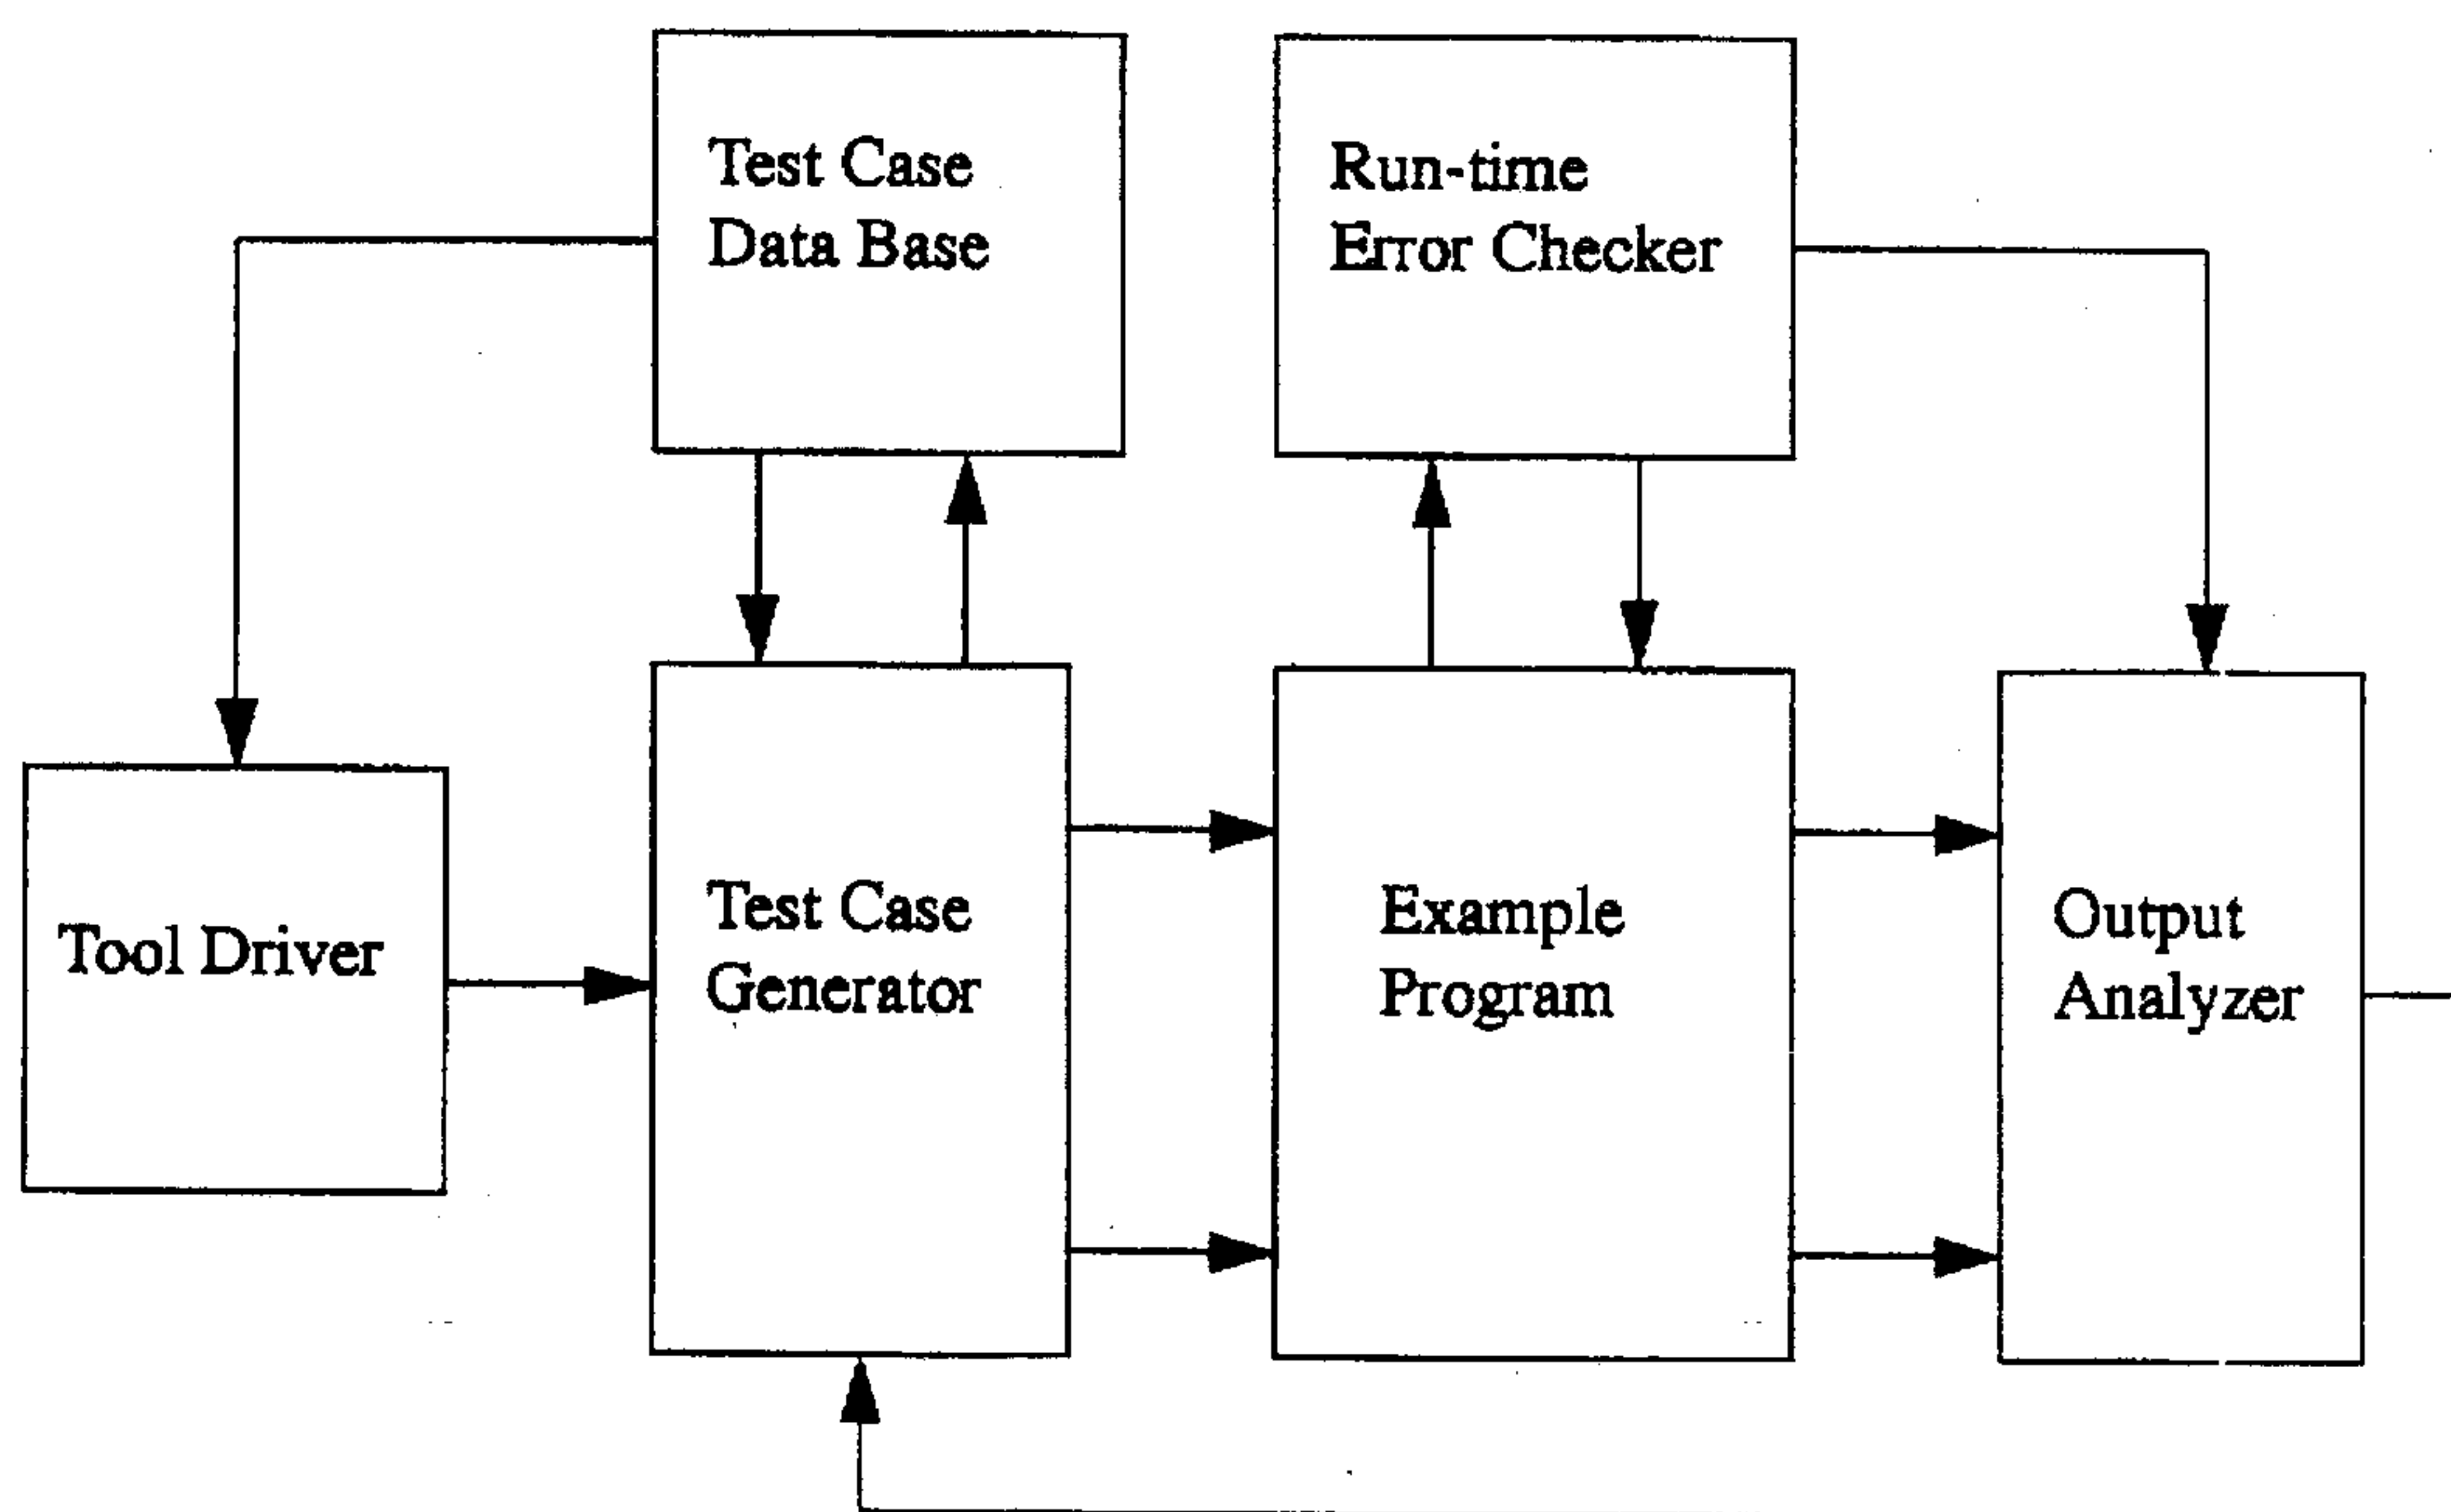 Test Case
Data Base
Run-time
Error Checker
Tool Driver
Test Case
Generator
Example
Program
Output
Analyzer